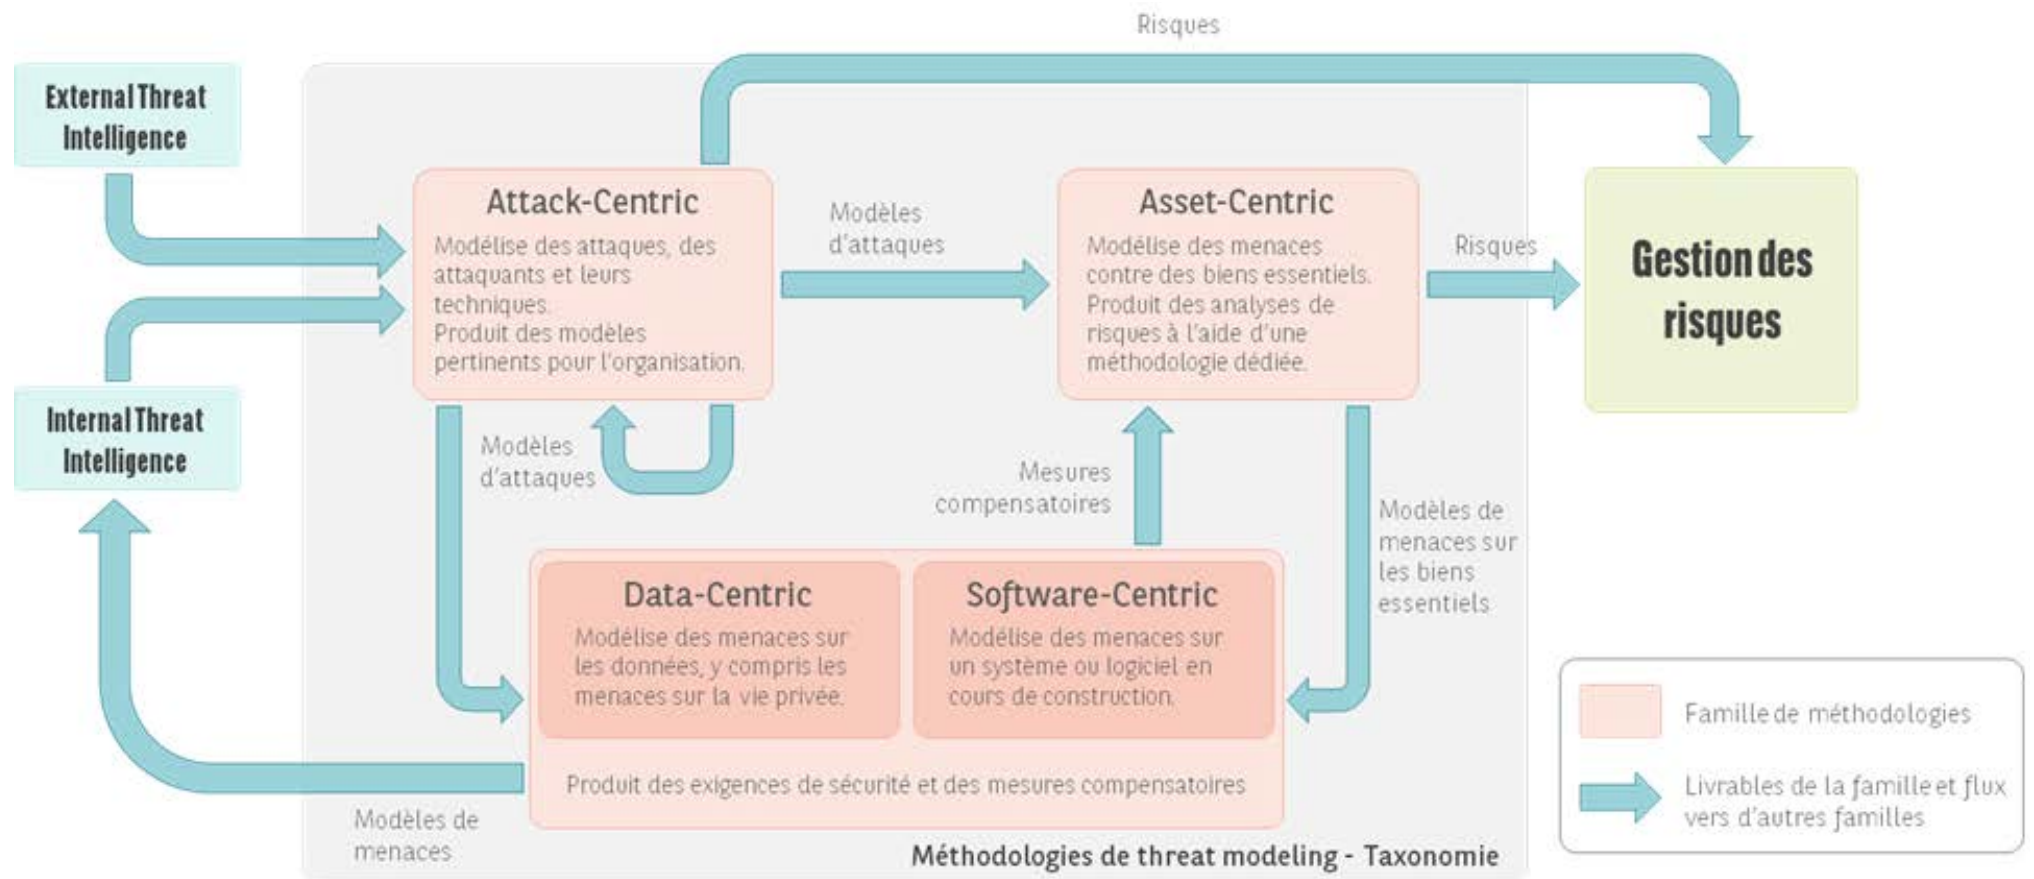 Risques
External Threat
Intelligence
Attack-Centric
Modélise des attaques, des
attaquants et leurs
techniques.
Produit des modèles
pertinents pour l'organisation.
Modèles
d'attaques
Asset-Centric
Modélise des menaces
contre des biens essentiels.
Produit des analyses de
risques à l'aide d'une
méthodologie dédiée.
Risques
Gestion des
risques
Internal Threat
Intelligence
Modèles
d'attaques
Mesures
compensatoires
Modèles de
menaces sur
les biens
essentiels
Data-Centric
Modélise des menaces sur
les données, y compris les
menaces sur la vie privée.
Software-Centric
Modélise des menaces sur
un système ou logiciel en
cours de construction.
Produit des exigences de sécurité et des mesures compensatoires
Modèles de
menaces
Méthodologies de threat modeling - Taxonomie
Famille de méthodologies
Livrables de la famille et flux
vers d'autres familles